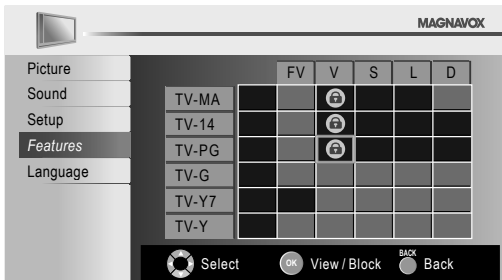 MAGNAVOX
Picture
Sound
Setup
Features
Language
FV V S L D
TV-MA
TV-14
TV-PG
TV-G
TV-Y7
TV-Y
Select OK View / Block BACK Back